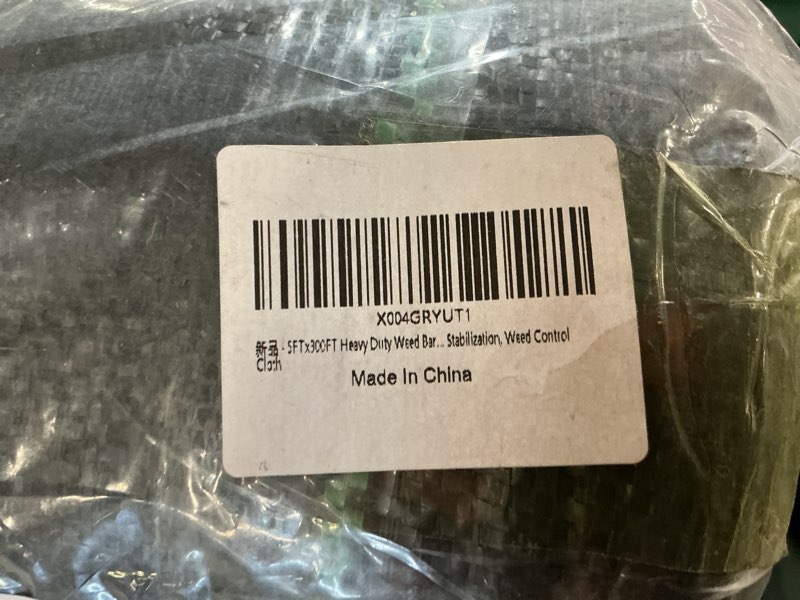 X004GRYUT1
新品 - 5FTx300FT Heavy Duty Weed Bar... Stabilization, Weed Control
Cloth
Made In China